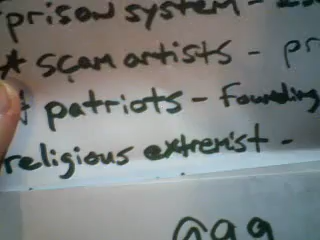 prison system -
* scam artists - pr
* patriots - founding
religious extremist -